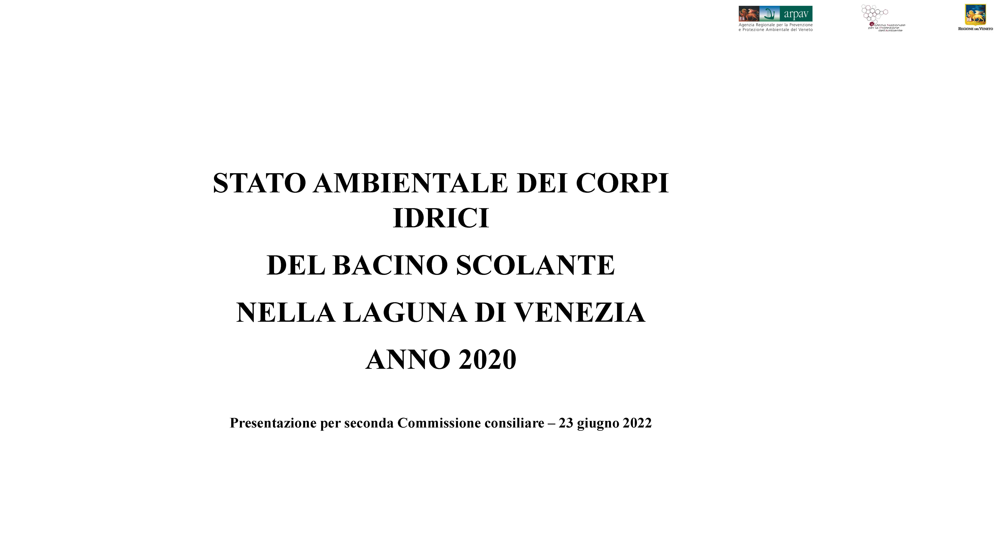 arpav
Agenzia Regionale per la Prevenzione
e Protezione Ambientale del Veneto
Sistema Nazionale
per la Protezione
dell'Ambiente
REGIONE DEL VENETO
STATO AMBIENTALE DEI CORPI
IDRICI
DEL BACINO SCOLANTE
NELLA LAGUNA DI VENEZIA
ANNO 2020
Presentazione per seconda Commissione consiliare – 23 giugno 2022